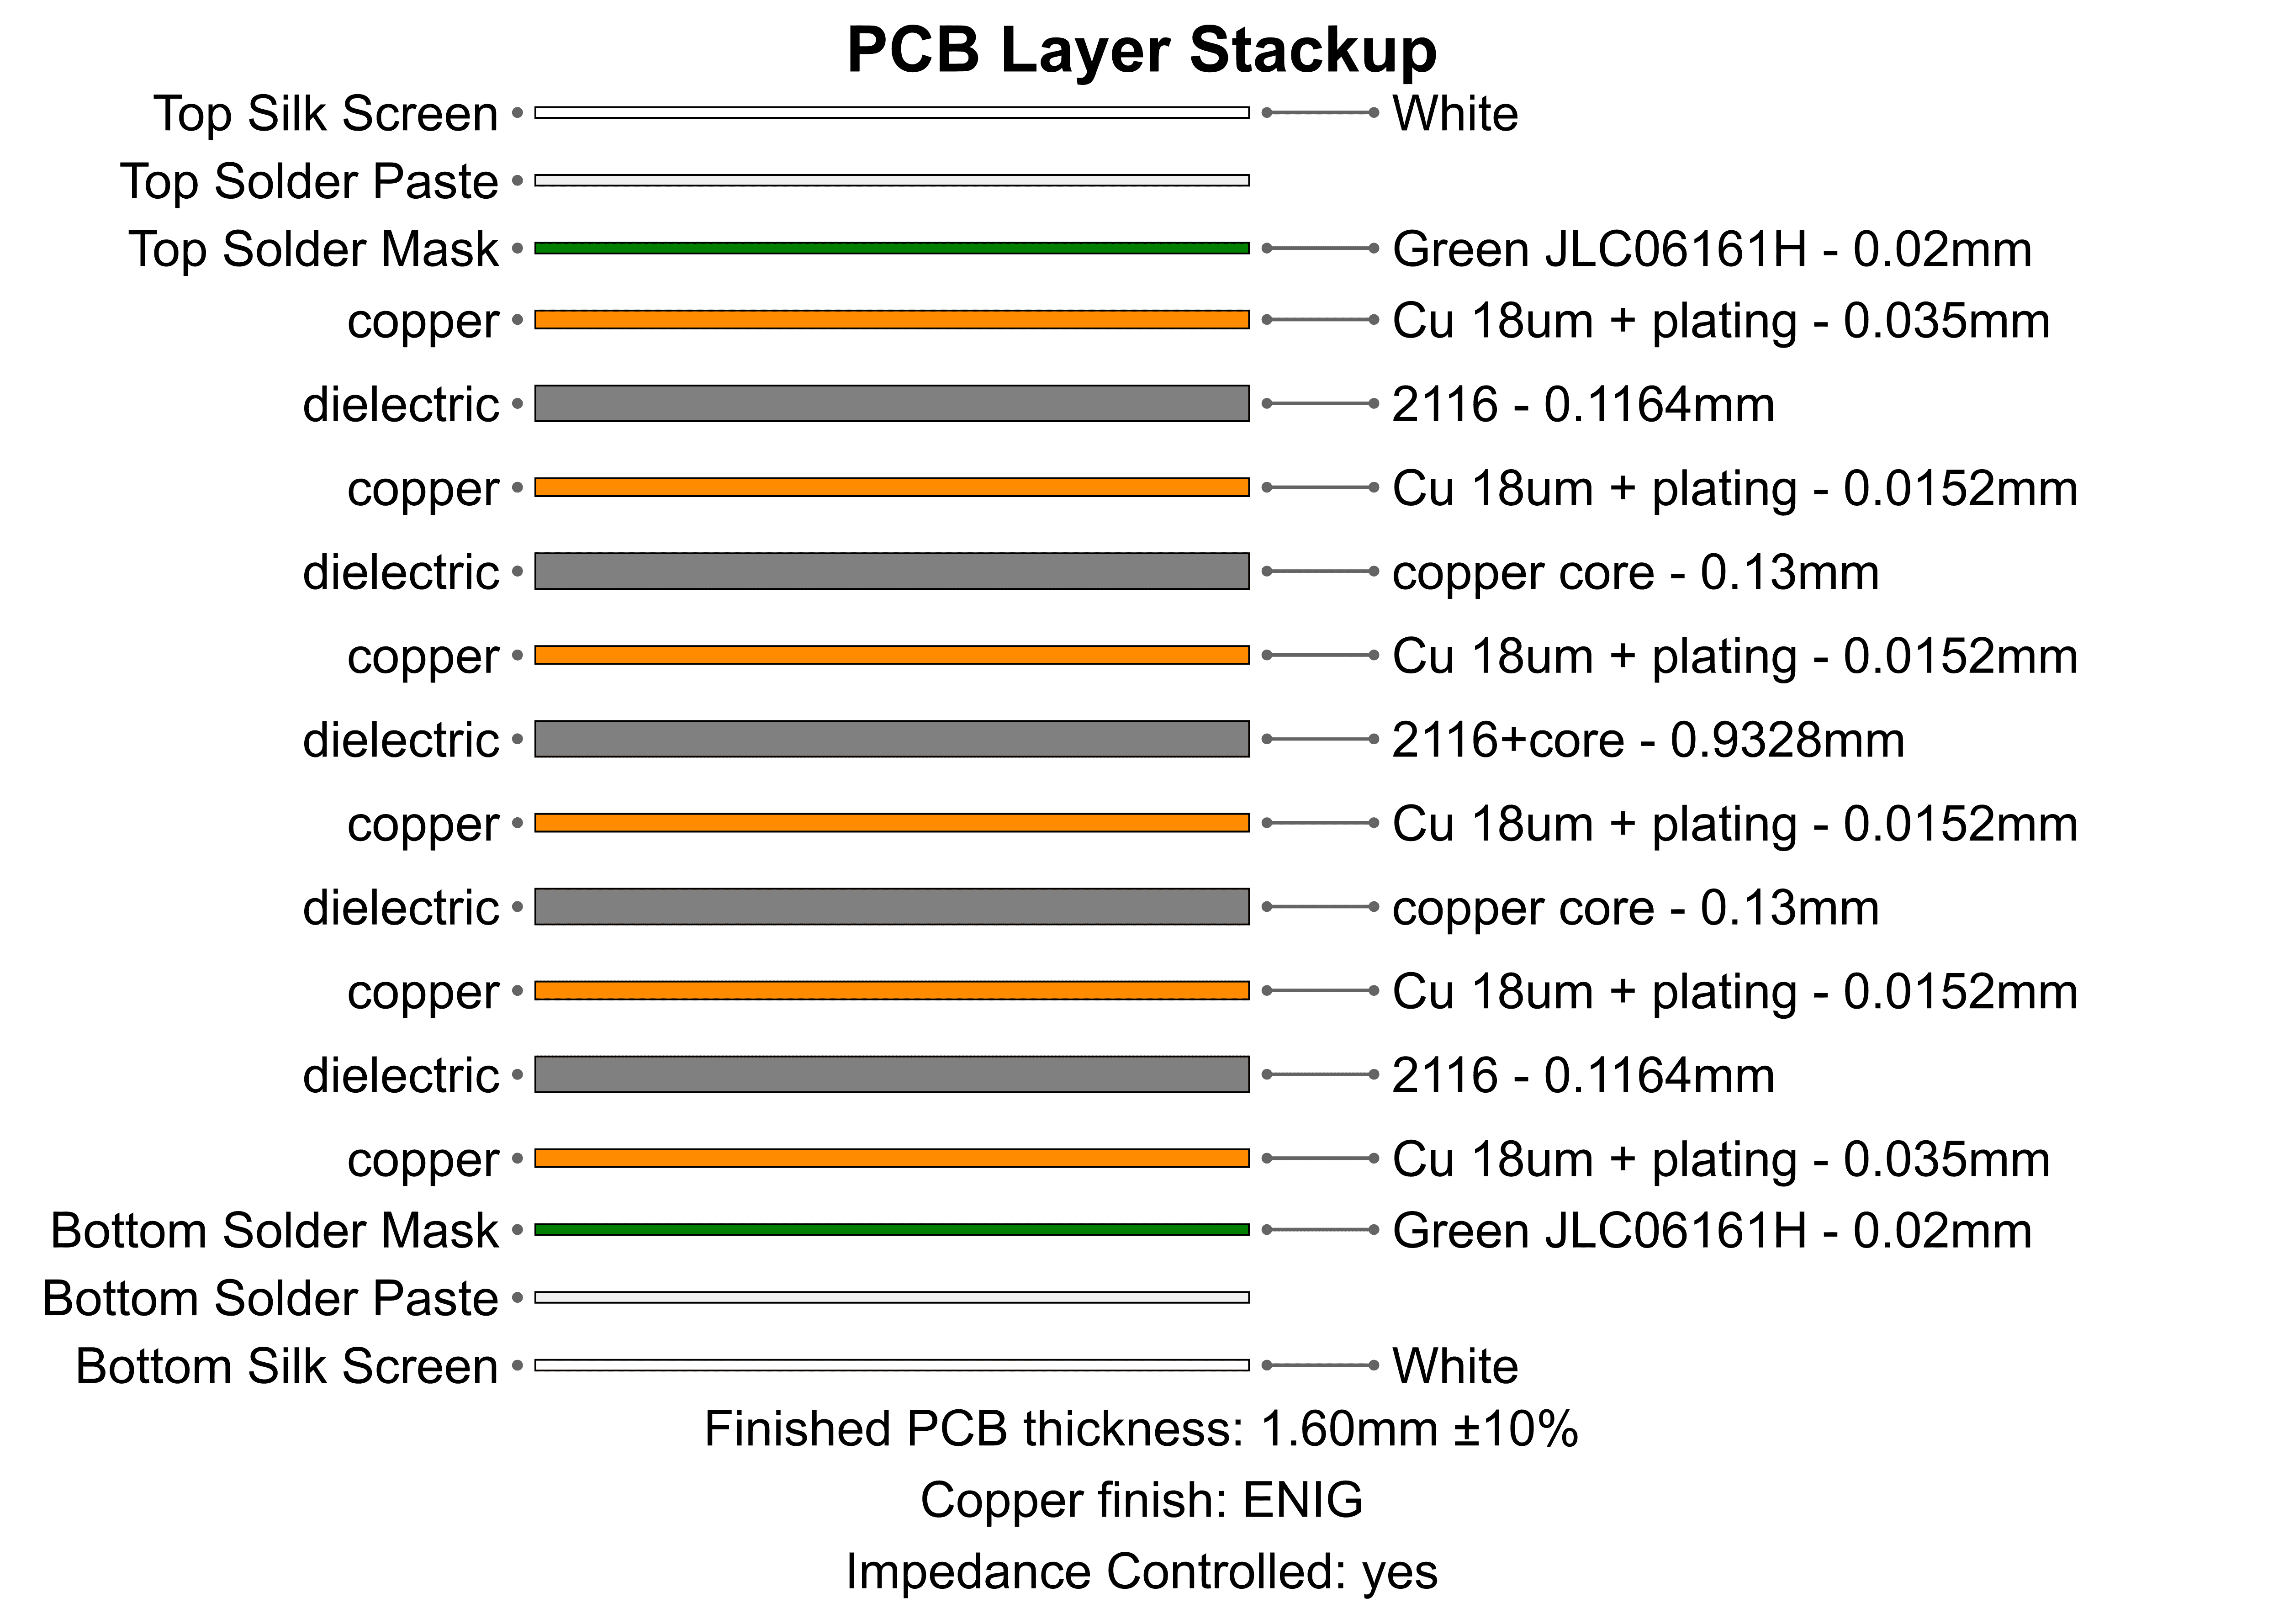 PCB Layer Stackup
Top Silk Screen White
Top Solder Paste
Top Solder Mask Green JLC06161H - 0.02mm
copper Cu 18um + plating - 0.035mm
dielectric 2116 - 0.1164mm
copper Cu 18um + plating - 0.0152mm
dielectric copper core - 0.13mm
copper Cu 18um + plating - 0.0152mm
dielectric 2116+core - 0.9328mm
copper Cu 18um + plating - 0.0152mm
dielectric copper core - 0.13mm
copper Cu 18um + plating - 0.0152mm
dielectric 2116 - 0.1164mm
copper Cu 18um + plating - 0.035mm
Bottom Solder Mask Green JLC06161H - 0.02mm
Bottom Solder Paste
Bottom Silk Screen White
Finished PCB thickness: 1.60mm ±10%
Copper finish: ENIG
Impedance Controlled: yes